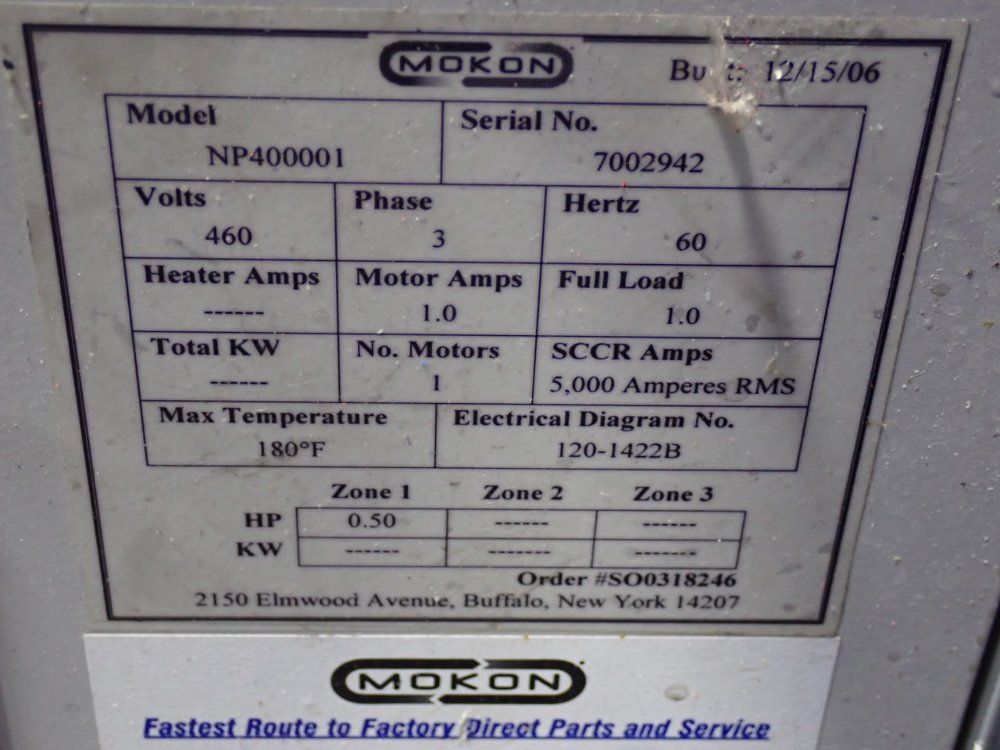 MOKON
12/15/06
Model
NP400001
Serial No.
7002942
Volts
460
Phase
3
Hertz
60
Heater Amps
------
Motor Amps
1.0
Full Load
1.0
Total KW
------
No. Motors
1
SCCR Amps
5,000 Amperes RMS
Max Temperature
180°F
Electrical Diagram No.
120-1422B
Zone 1 Zone 2 Zone 3
HP 0.50 ------ ------
KW ------ ------ -------
Order #SO0318246
2150 Elmwood Avenue, Buffalo, New York 14207
MOKON
Fastest Route to Factory Direct Parts and Service